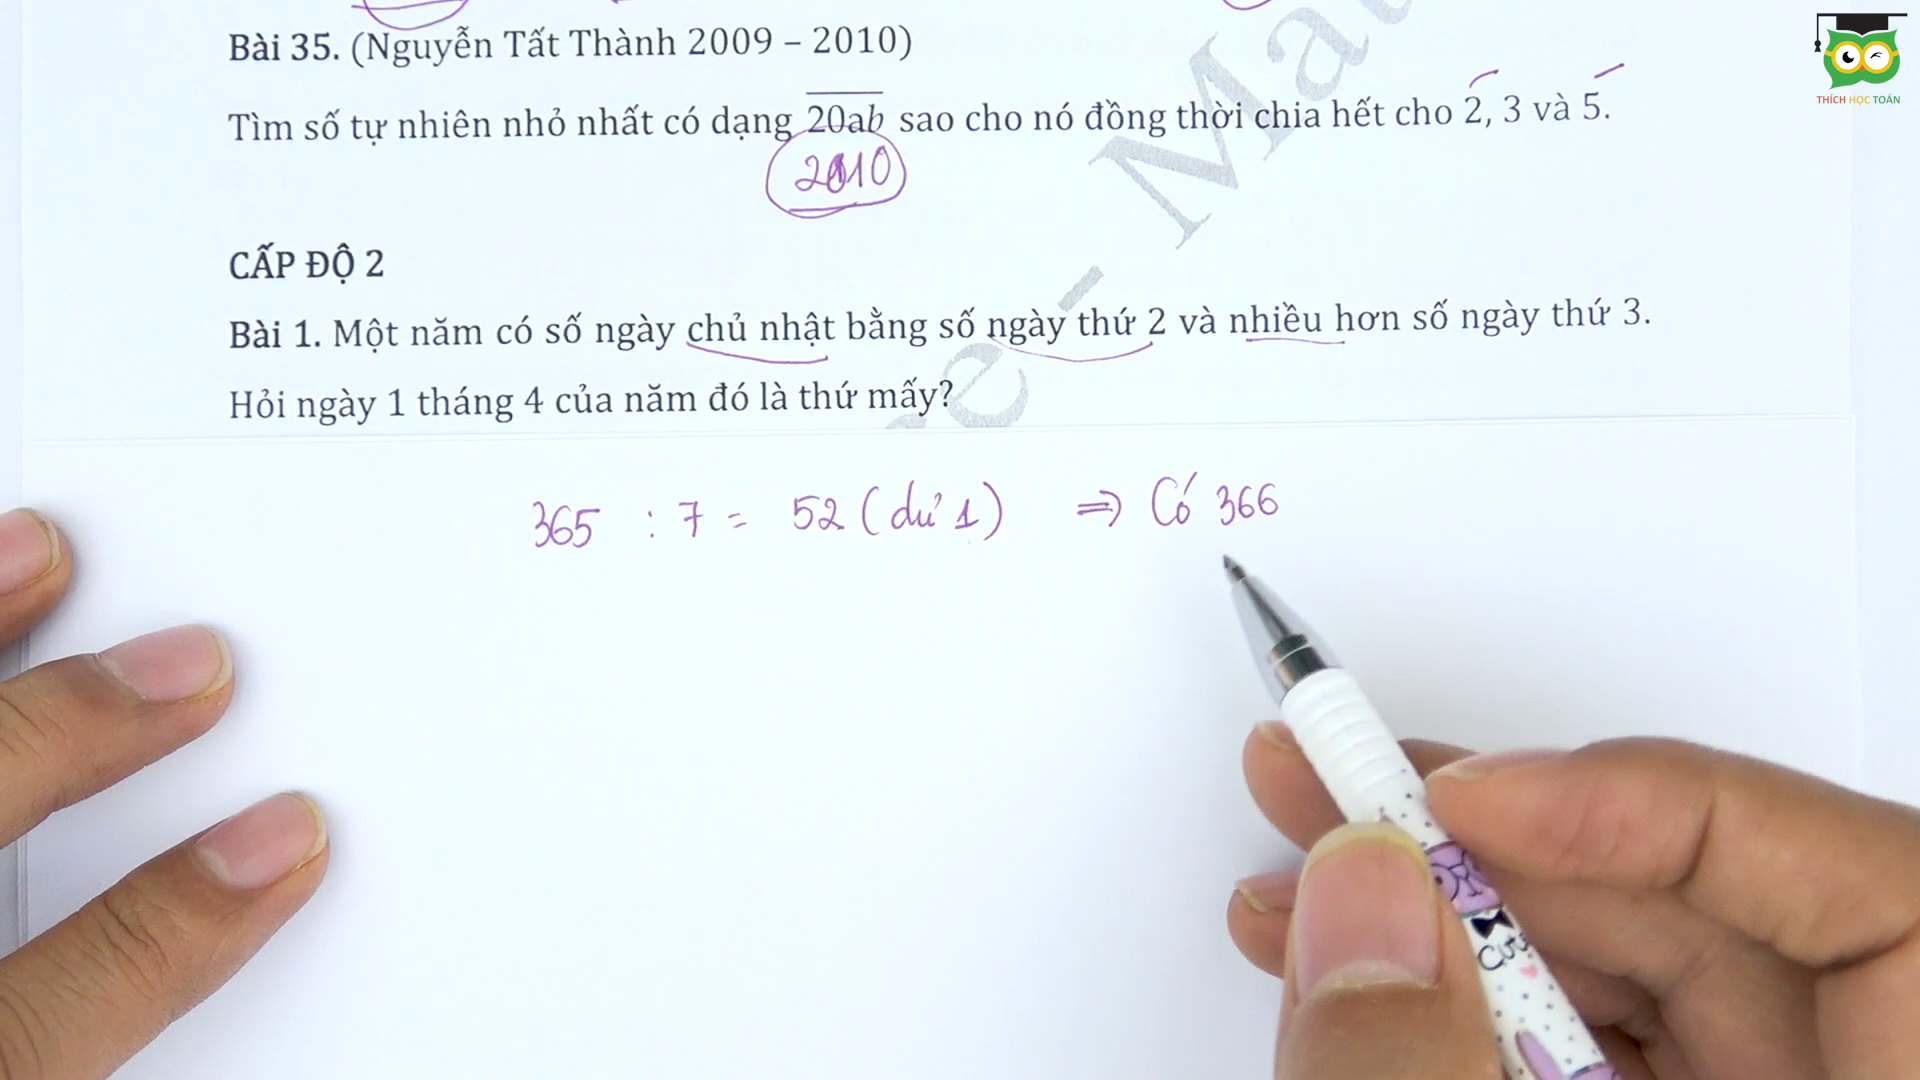 Bài 35. (Nguyễn Tất Thành 2009 – 2010)
THÍCH HỌC TOÁN
Tìm số tự nhiên nhỏ nhất có dạng 20ab sao cho nó đồng thời chia hết cho 2, 3 và 5.
2010
CẤP ĐỘ 2
Bài 1. Một năm có số ngày chủ nhật bằng số ngày thứ 2 và nhiều hơn số ngày thứ 3.
Hỏi ngày 1 tháng 4 của năm đó là thứ mấy?
365 : 7 = 52 (dư 1) ⇒ Có 366
Cute